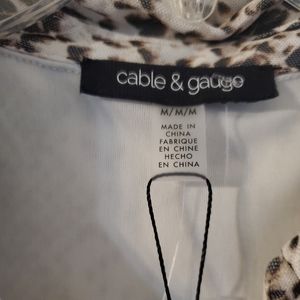 cable & gauge
M/M/M
MADE IN
CHINA
FABRIQUE
EN CHINE
HECHO
EN CHINA